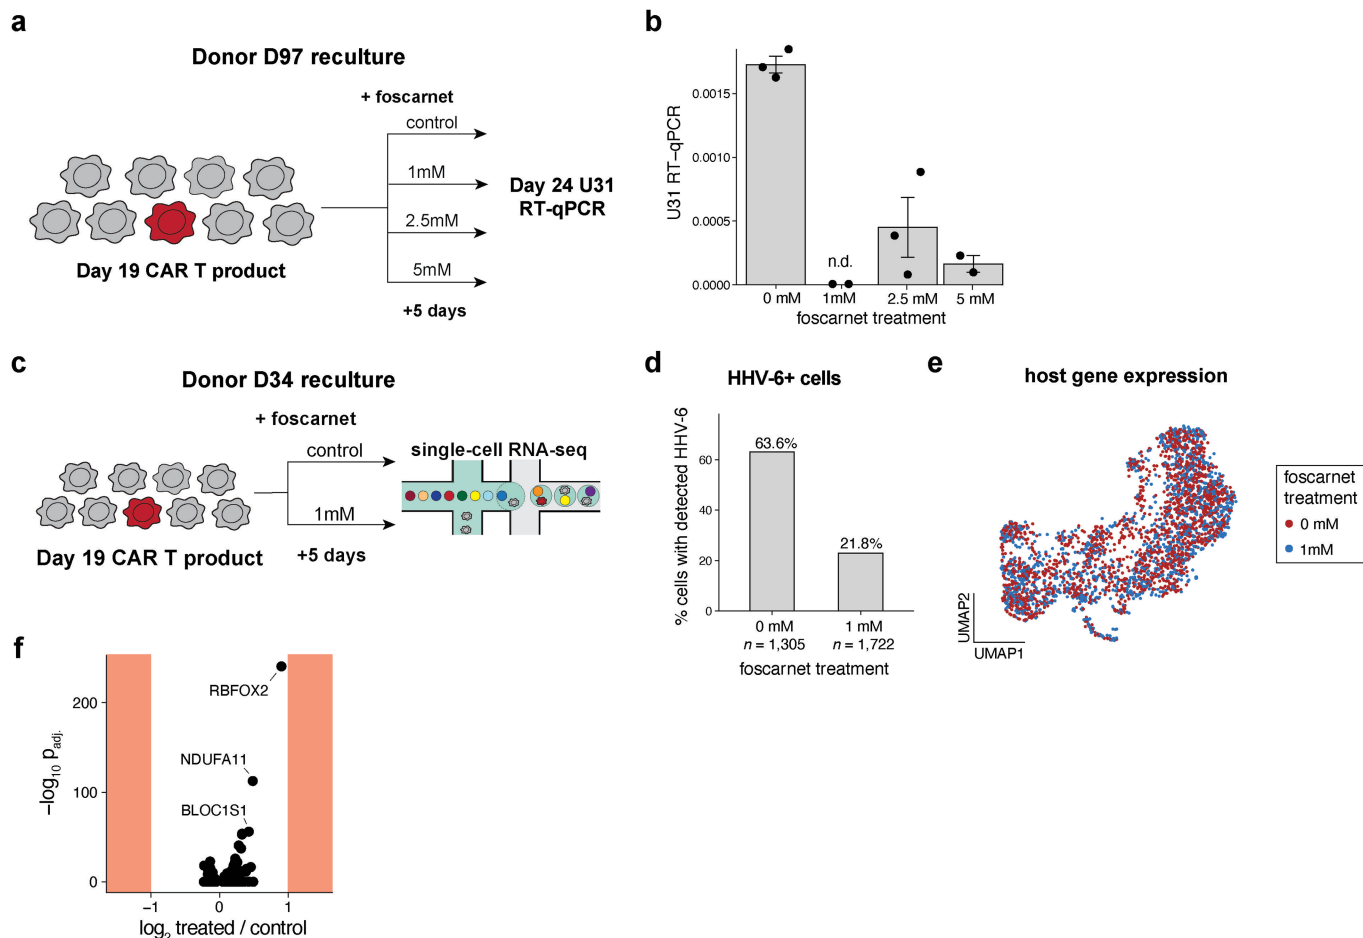 a
Donor D97 reculture
+ foscarnet
control
1mM
2.5mM
5mM
+5 days
Day 24 U31
RT-qPCR
Day 19 CAR T product
b
U31 RT–qPCR
0.0015
0.0010
0.0005
0.0000
n.d.
0 mM
1mM
2.5 mM
5 mM
foscarnet treatment
c
Donor D34 reculture
+ foscarnet
control
1mM
+5 days
single-cell RNA-seq
Day 19 CAR T product
d
HHV-6+ cells
% cells with detected HHV-6
60
40
20
0
63.6%
21.8%
0 mM
n = 1,305
1 mM
n = 1,722
foscarnet treatment
e
host gene expression
UMAP2
UMAP1
foscarnet
treatment
0 mM
1mM
f
–log10 padj.
200
100
0
RBFOX2
NDUFA11
BLOC1S1
−1
0
1
log2 treated / control